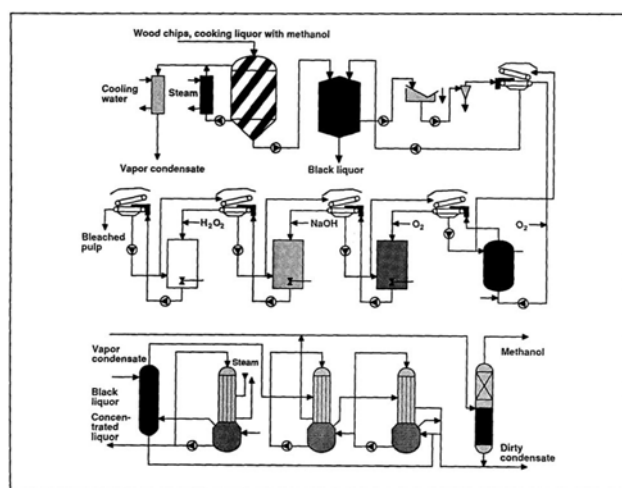 Wood chips, cooking liquor with methanol
Cooling
water
Steam
Vapor condensate
Black liquor
Bleached
pulp
H₂O₂
NaOH
O₂
O₂
Vapor
condensate
Steam
Black
liquor
Concen-
trated
liquor
Methanol
Dirty
condensate